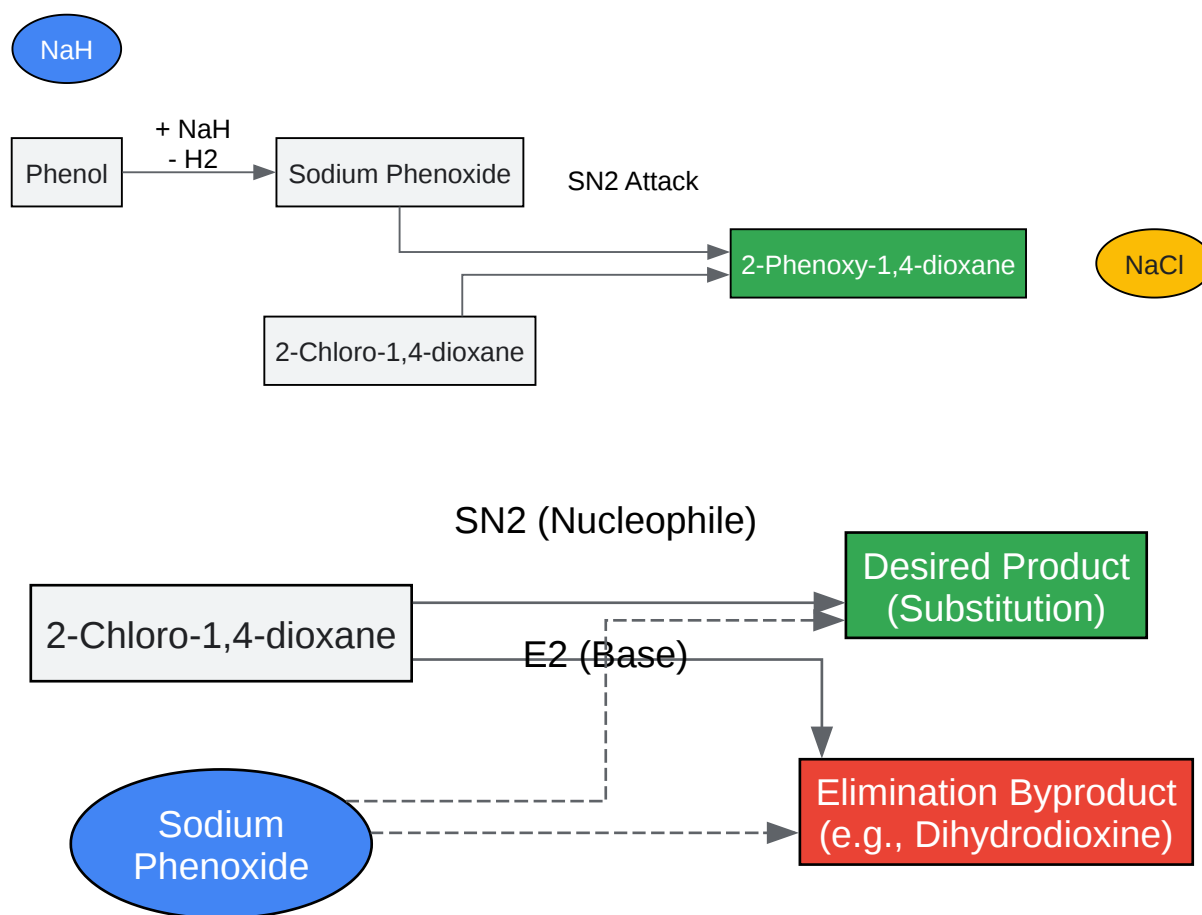 NaH
+ NaH
- H2
Phenol
Sodium Phenoxide
SN2 Attack
2-Phenoxy-1,4-dioxane
NaCl
2-Chloro-1,4-dioxane
SN2 (Nucleophile)
Desired Product
(Substitution)
2-Chloro-1,4-dioxane
E2 (Base)
Elimination Byproduct
(e.g., Dihydrodioxine)
Sodium
Phenoxide